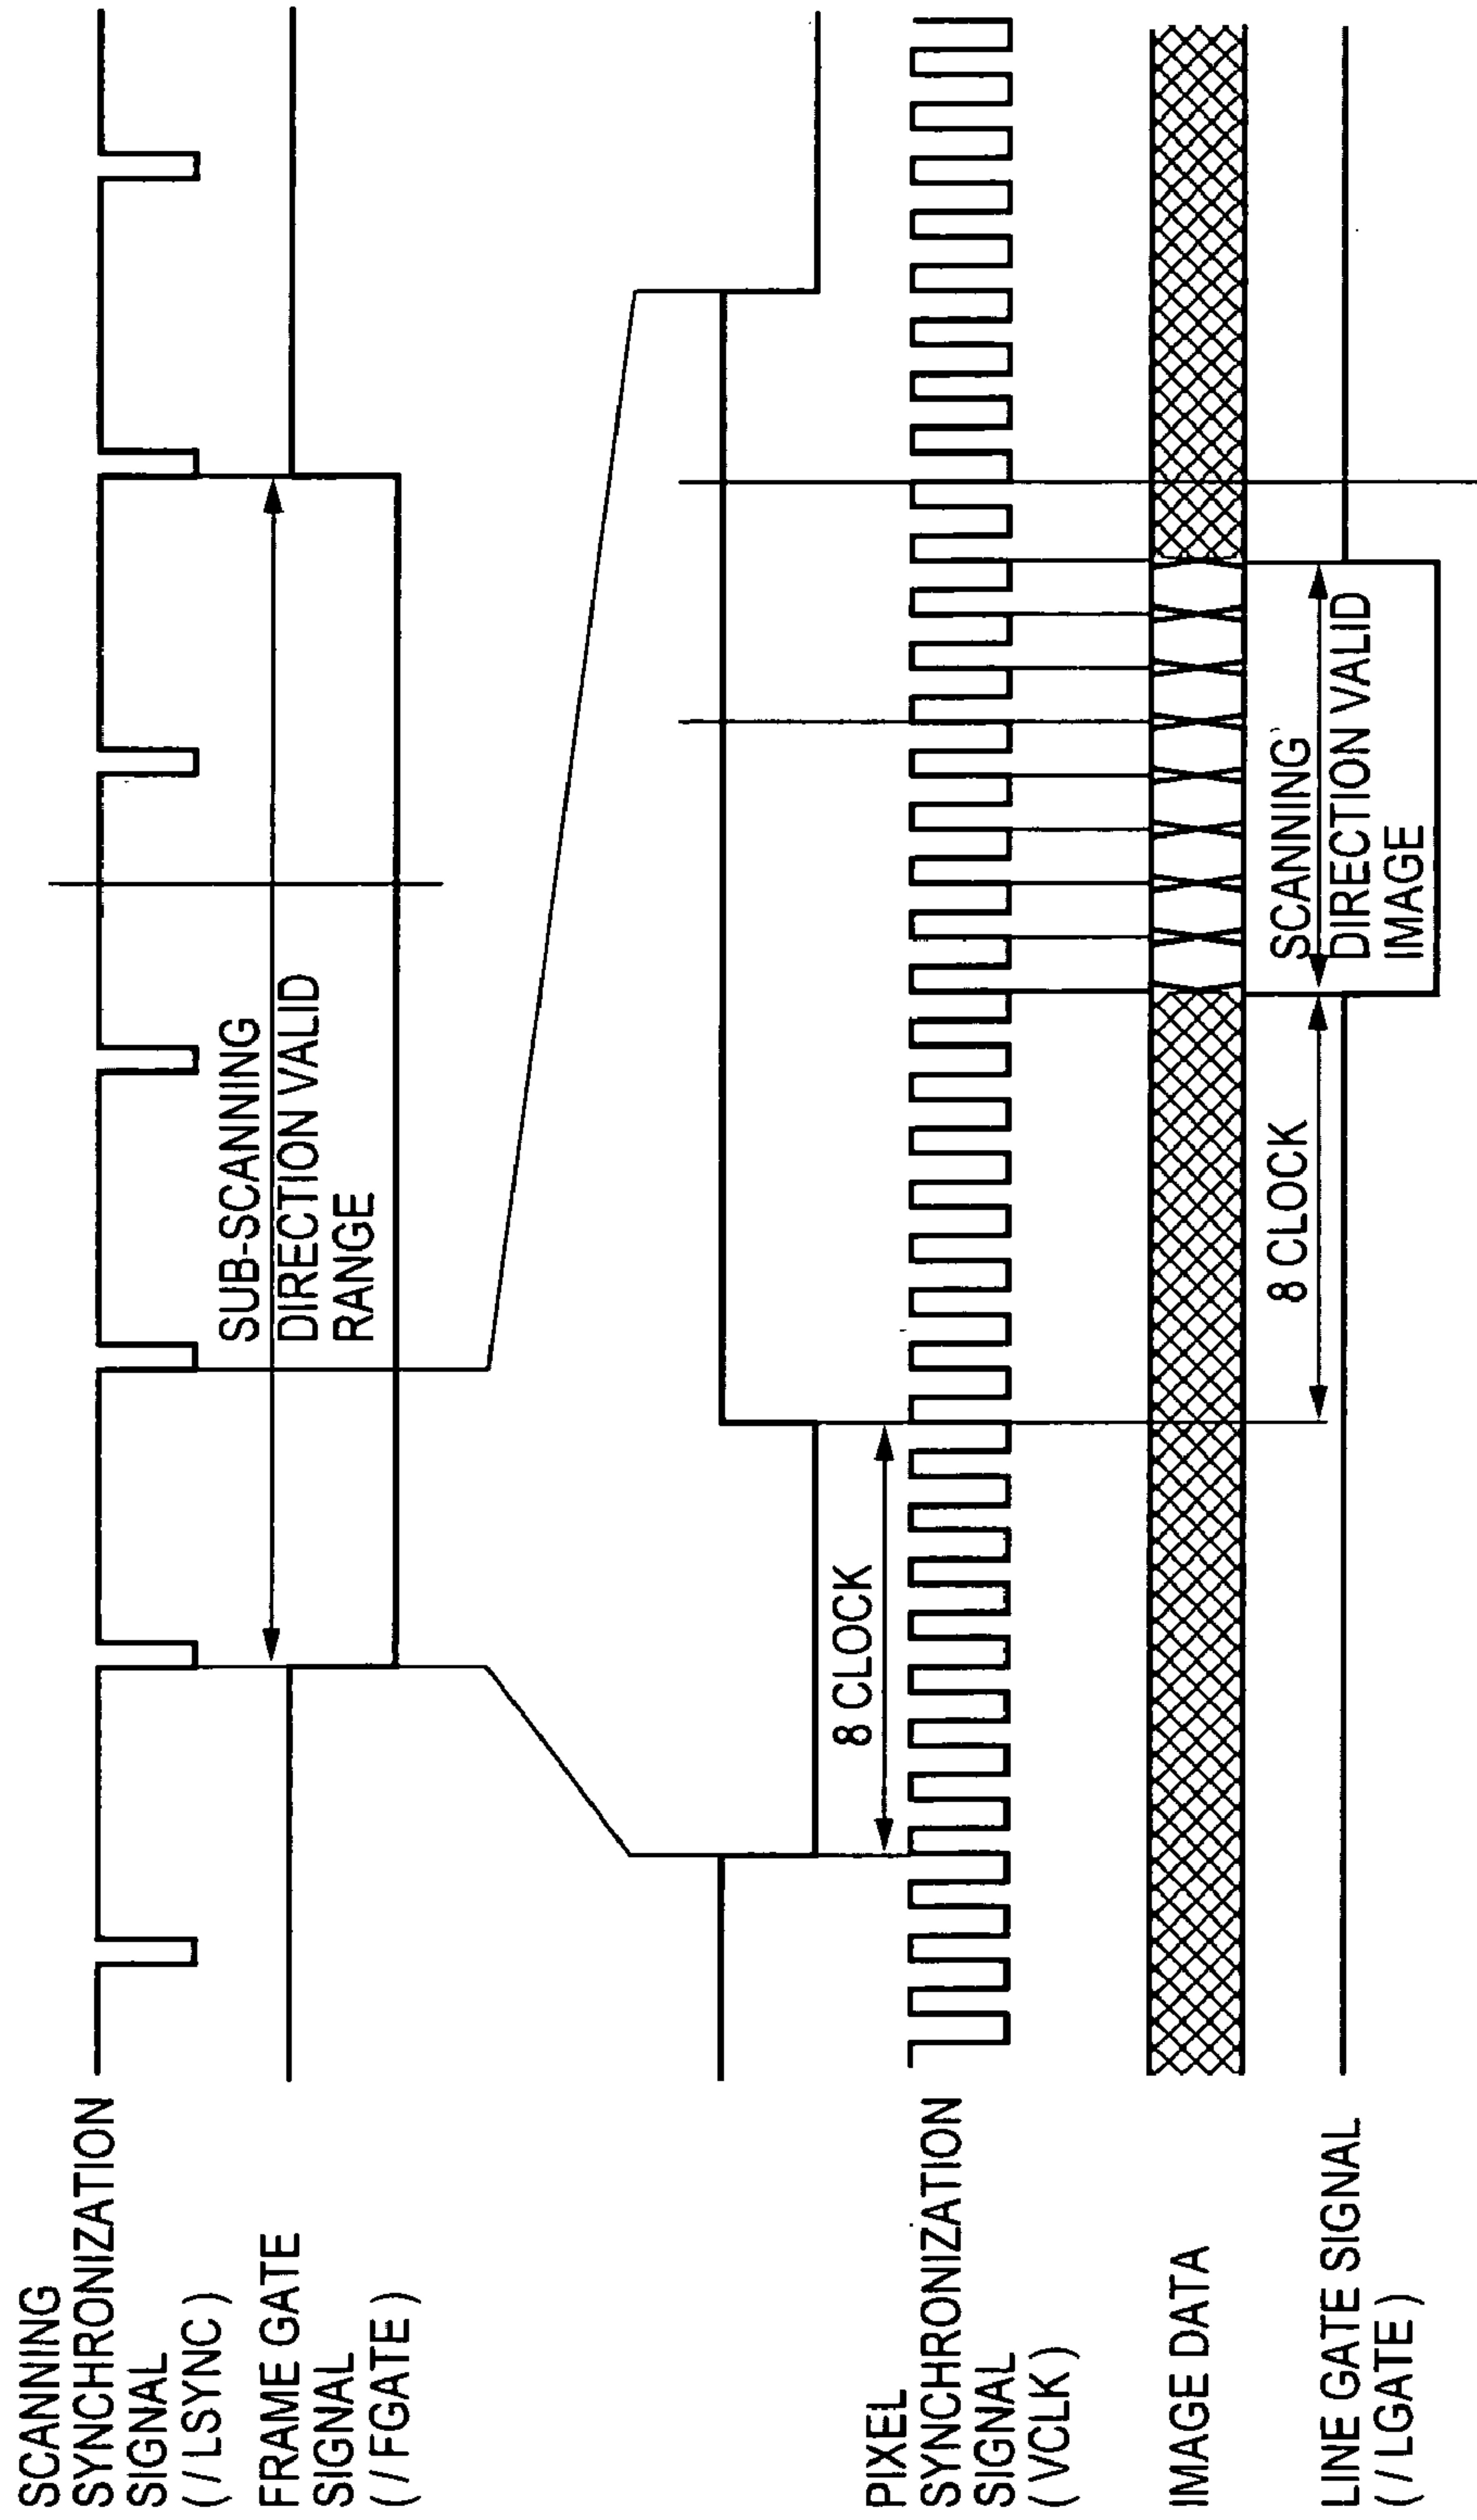 SCANNING
SYNCHRONIZATION
SIGNAL
( / LSYNC )
FRAME GATE
SIGNAL
( / FGATE )
SUB-SCANNING
DIRECTION VALID
RANGE
8 CLOCK
PIXEL
SYNCHRONIZATION
SIGNAL
( VCLK )
IMAGE DATA
8 CLOCK
SCANNING
DIRECTION VALID
IMAGE
LINE GATE SIGNAL
( / LGATE )